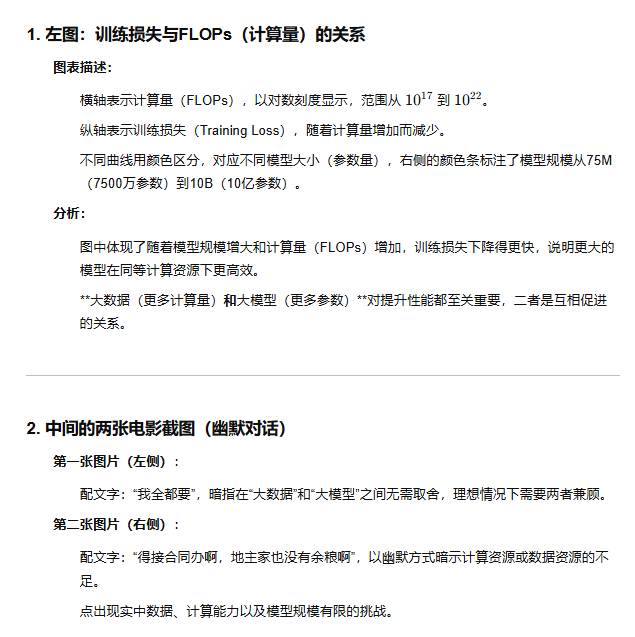 1. 左图：训练损失与FLOPs（计算量）的关系
图表描述：
横轴表示计算量（FLOPs），以对数刻度显示，范围从 10^17 到 10^22。
纵轴表示训练损失（Training Loss），随着计算量增加而减少。
不同曲线用颜色区分，对应不同模型大小（参数量），右侧的颜色条标注了模型规模从75M
（7500万参数）到10B（10亿参数）。
分析：
图中体现了随着模型规模增大和计算量（FLOPs）增加，训练损失下降得更快，说明更大的
模型在同等计算资源下更高效。
**大数据（更多计算量）和大模型（更多参数）**对提升性能都至关重要，二者是互相促进
的关系。
2. 中间的两张电影截图（幽默对话）
第一张图片（左侧）：
配文字：“我全都要”，暗指在“大数据”和“大模型”之间无需取舍，理想情况下需要两者兼顾。
第二张图片（右侧）：
配文字：“得接合同办啊，地主家也没有余粮啊”，以幽默方式暗示计算资源或数据资源的不
足。
点出现实中数据、计算能力以及模型规模有限的挑战。